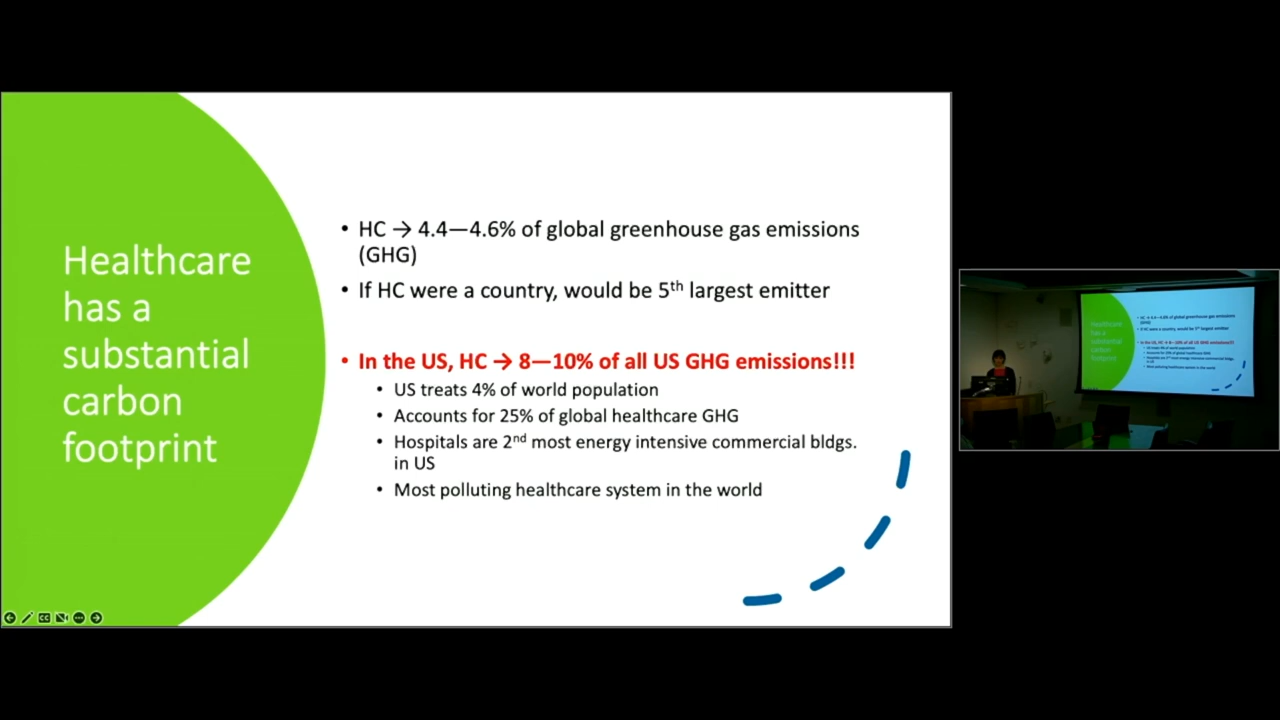 Healthcare
has a
substantial
carbon
footprint
• HC → 4.4—4.6% of global greenhouse gas emissions
(GHG)
• If HC were a country, would be 5th largest emitter
• In the US, HC → 8—10% of all US GHG emissions!!!
• US treats 4% of world population
• Accounts for 25% of global healthcare GHG
• Hospitals are 2nd most energy intensive commercial bldgs.
in US
• Most polluting healthcare system in the world